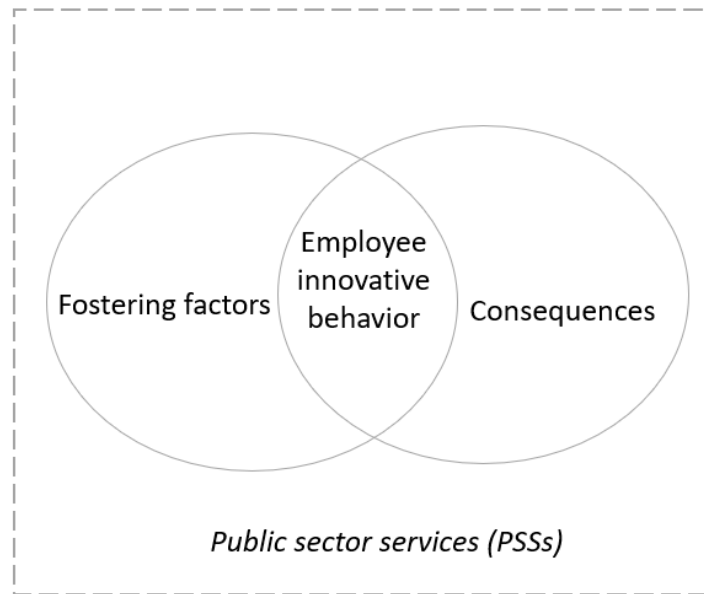 Employee
innovative
behavior
Fostering factors
Consequences
Public sector services (PSSs)